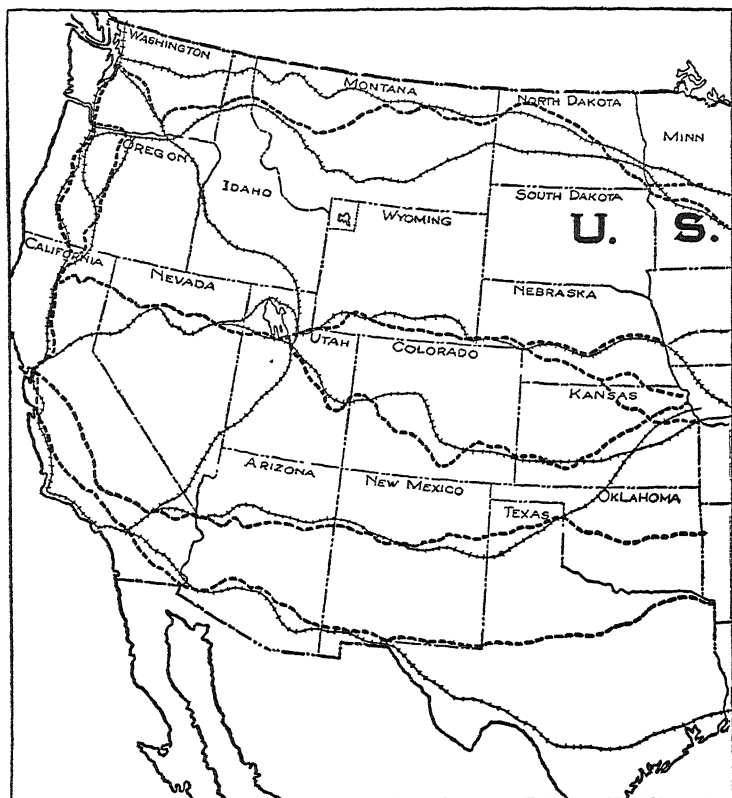 WASHINGTON
MONTANA
NORTH DAKOTA
MINN
OREGON
IDAHO
SOUTH DAKOTA
WYOMING
U. S.
CALIFORNIA
NEVADA
NEBRASKA
UTAH
COLORADO
KANSAS
ARIZONA
NEW MEXICO
OKLAHOMA
TEXAS